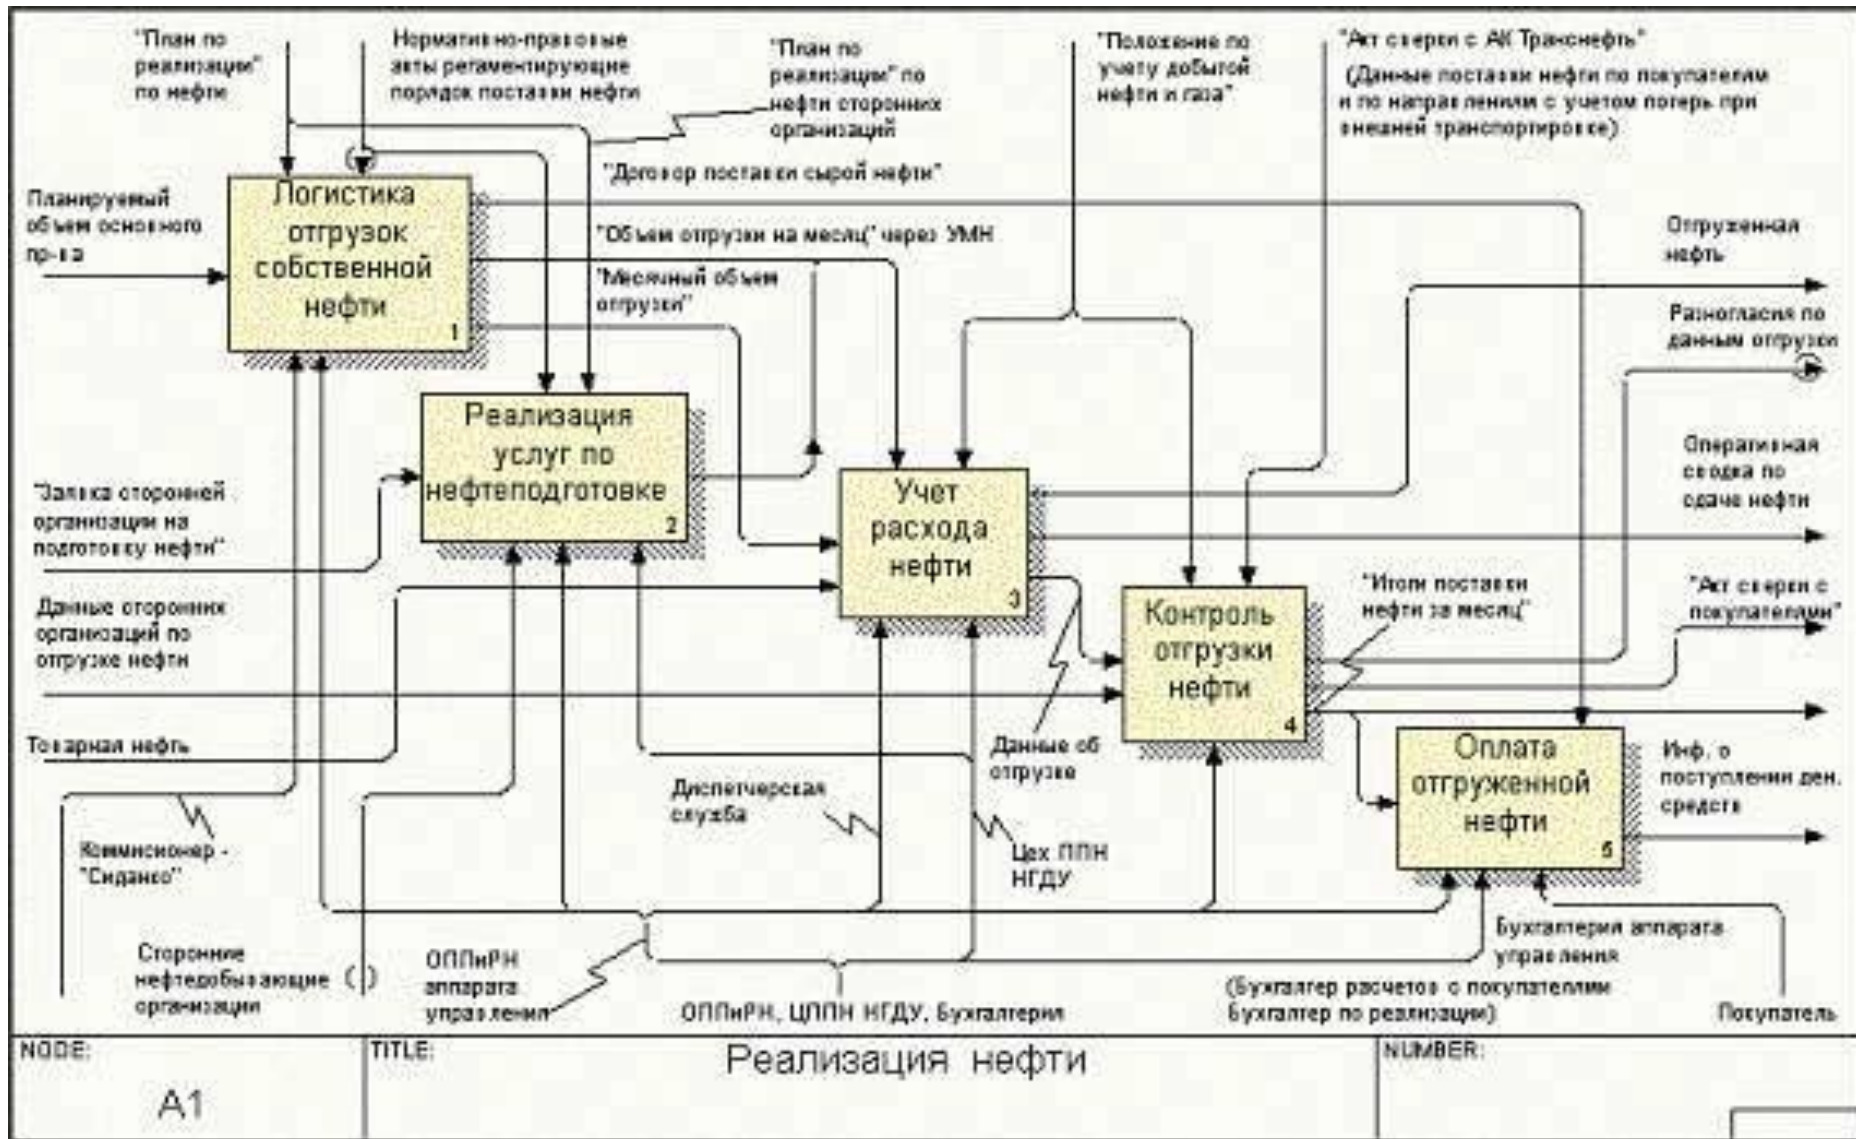 "План по
реализации"
по нефти
Нормативно-правовые
акты регаментирующие
порядок поставки нефти
"План по
реализации" по
нефти сторонних
организаций
"Положение по
учету добытой
нефти и газа"
"Акт сверки с АК Транснефть"
(Данные поставки нефти по покупателям
и по направлениям с учетом потерь при
внешней транспортировке)
Планируемый
объем основного
пр-ва
Логистика
отгрузок
собственной
нефти
1
"Договор поставки сырой нефти"
"Объем отгрузки на месяц" через УМН
"Месячный объем
отгрузки"
Отгруженная
нефть
Разногласия по
данным отгрузки
Оперативная
сводка по
сдаче нефти
"Заявка сторонней
организации на
подготовку нефти"
Реализация
услуг по
нефтеподготовке
2
Учет
расхода
нефти
3
Данные сторонних
организаций по
отгрузке нефти
Контроль
отгрузки
нефти
4
"Итоги поставки
нефти за месяц"
"Акт сверки с
покупателями"
Товарная нефть
Данные об
отгрузке
Оплата
отгруженной
нефти
5
Инф. о
поступлении ден.
средств
Диспетчерская
служба
Цех ППН
НГДУ
Коммисионер -
"Сиданко"
Сторонние
нефтедобывающие
организации
ОППиРН
аппарата
управления
ОППиРН, ЦППН НГДУ, Бухгалтерия
Бухгалтерия аппарата
управления
(Бухгалтер расчетов с покупателями
Бухгалтер по реализации)
Покупатель
NODE:
A1
TITLE:
Реализация нефти
NUMBER: